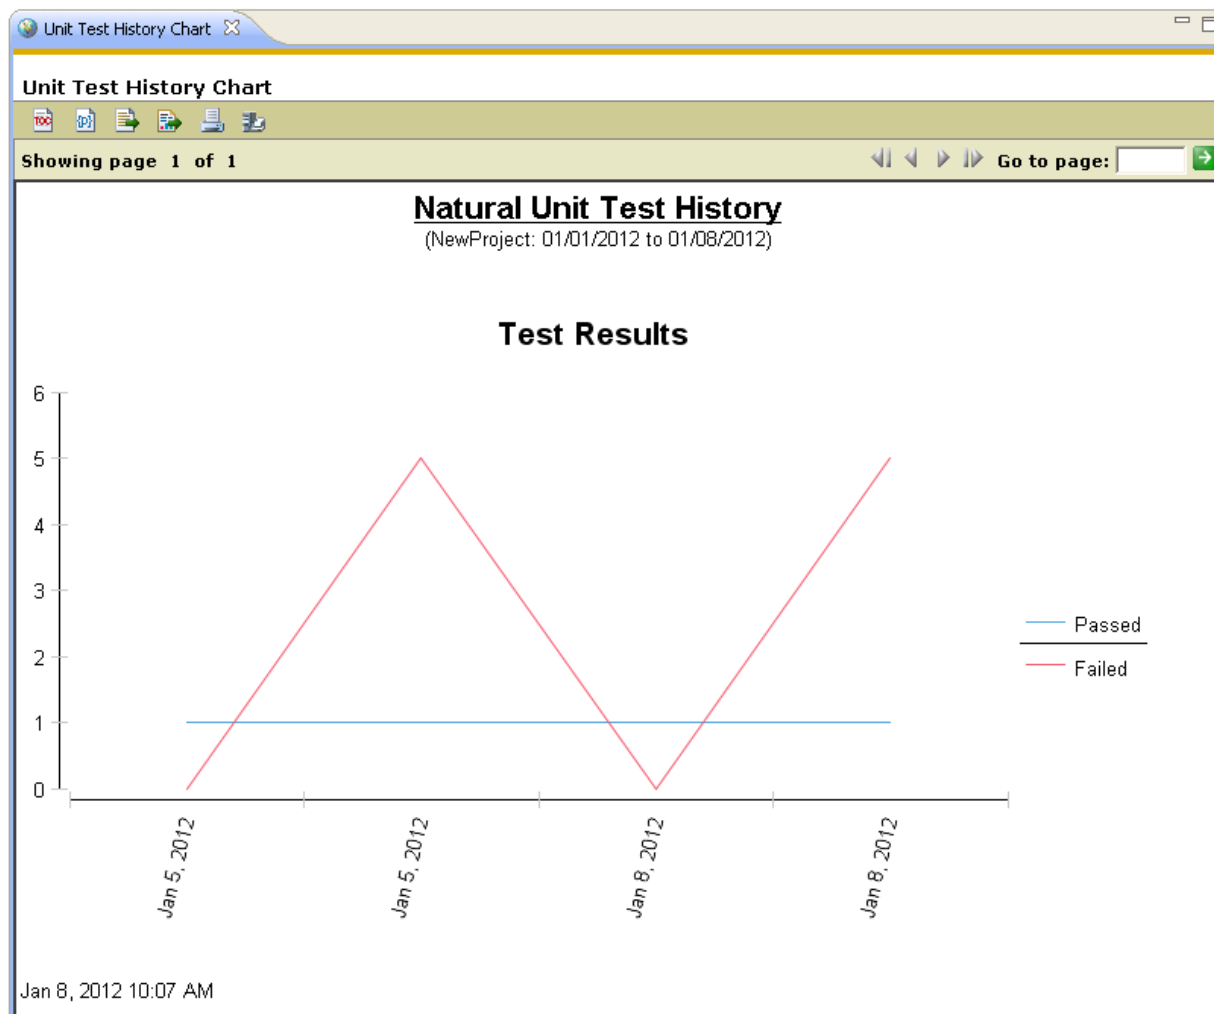 Unit Test History Chart
Unit Test History Chart
TOC {p}
Showing page 1 of 1 Go to page:
Natural Unit Test History
(NewProject: 01/01/2012 to 01/08/2012)
Test Results
6
5
4
3
2
1
0
Passed
Failed
Jan 5, 2012
Jan 5, 2012
Jan 8, 2012
Jan 8, 2012
Jan 8, 2012 10:07 AM